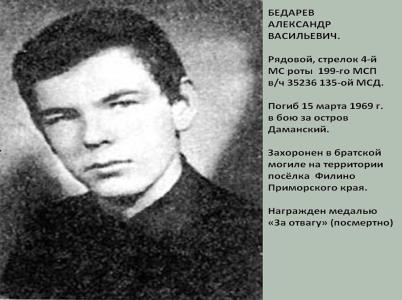 БЕДАРЕВ
АЛЕКСАНДР
ВАСИЛЬЕВИЧ.
Рядовой, стрелок 4-й
МС роты 199-го МСП
в/ч 35236 135-ой МСД.
Погиб 15 марта 1969 г.
в бою за остров
Даманский.
Захоронен в братской
могиле на территории
посёлка Филино
Приморского края.
Награжден медалью
«За отвагу» (посмертно)